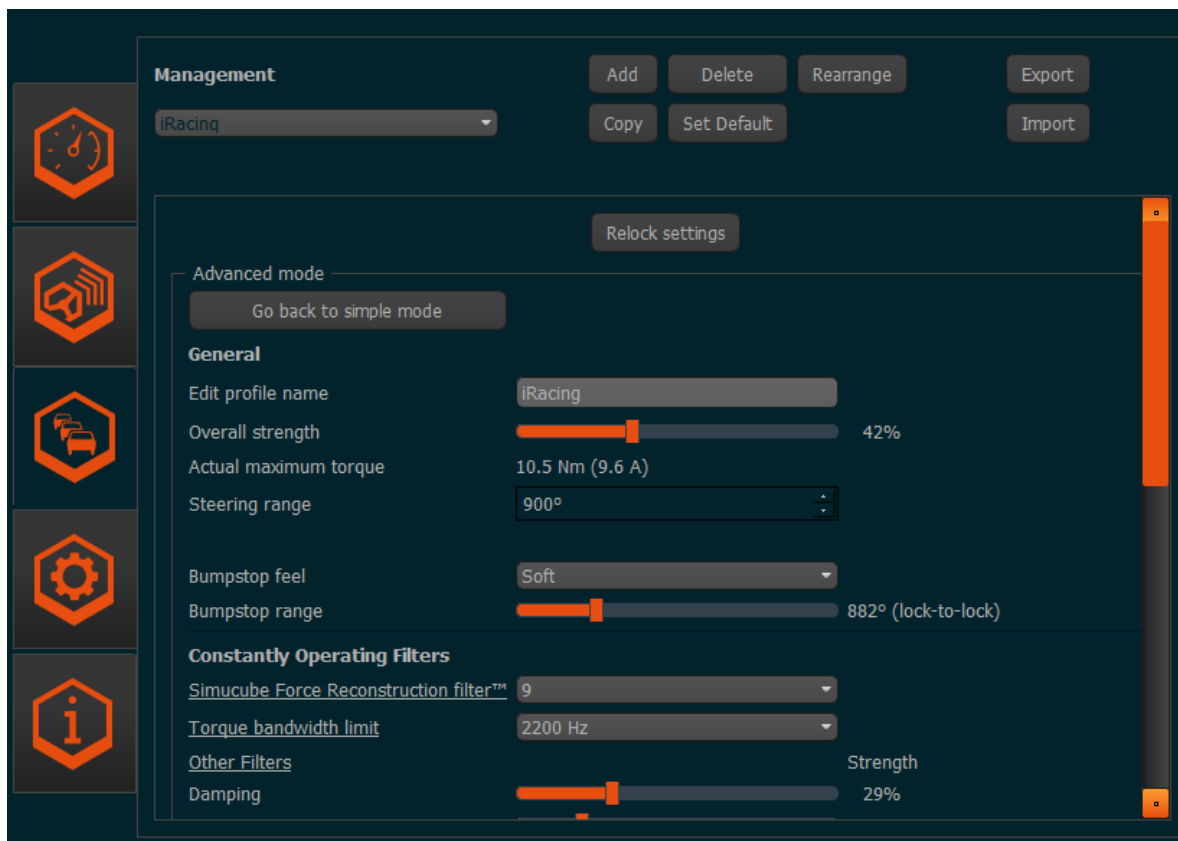 Management
Add
Delete
Rearrange
Export
iRacing
Copy
Set Default
Import
Relock settings
Advanced mode
Go back to simple mode
General
Edit profile name
iRacing
Overall strength
42%
Actual maximum torque
10.5 Nm (9.6 A)
Steering range
900º
Bumpstop feel
Soft
Bumpstop range
882º (lock-to-lock)
Constantly Operating Filters
Simucube Force Reconstruction filter™
9
Torque bandwidth limit
2200 Hz
Other Filters
Strength
Damping
29%